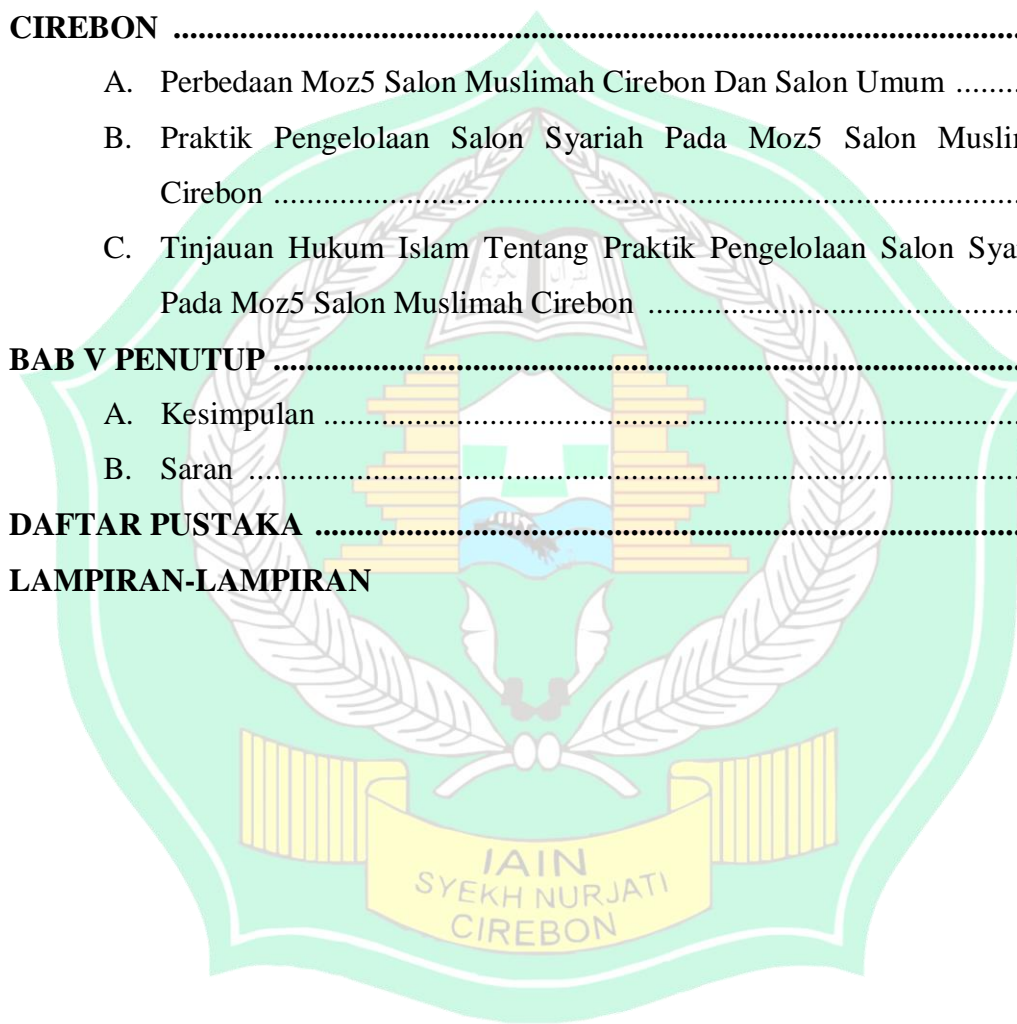 CIREBON ........................................................................................................
A. Perbedaan Moz5 Salon Muslimah Cirebon Dan Salon Umum ........
B. Praktik Pengelolaan Salon Syariah Pada Moz5 Salon
Cirebon ............................................................................................
C. Tinjauan Hukum Islam Tentang Praktik Pengelolaan Salon
Pada Moz5 Salon Muslimah Cirebon .............................................
BAB V PENUTUP ...........................................................................................
A. Kesimpulan .....................................................................................
B. Saran ...............................................................................................
DAFTAR PUSTAKA ......................................................................................
LAMPIRAN-LAMPIRAN
IAIN
SYEKH NURJATI
CIREBON